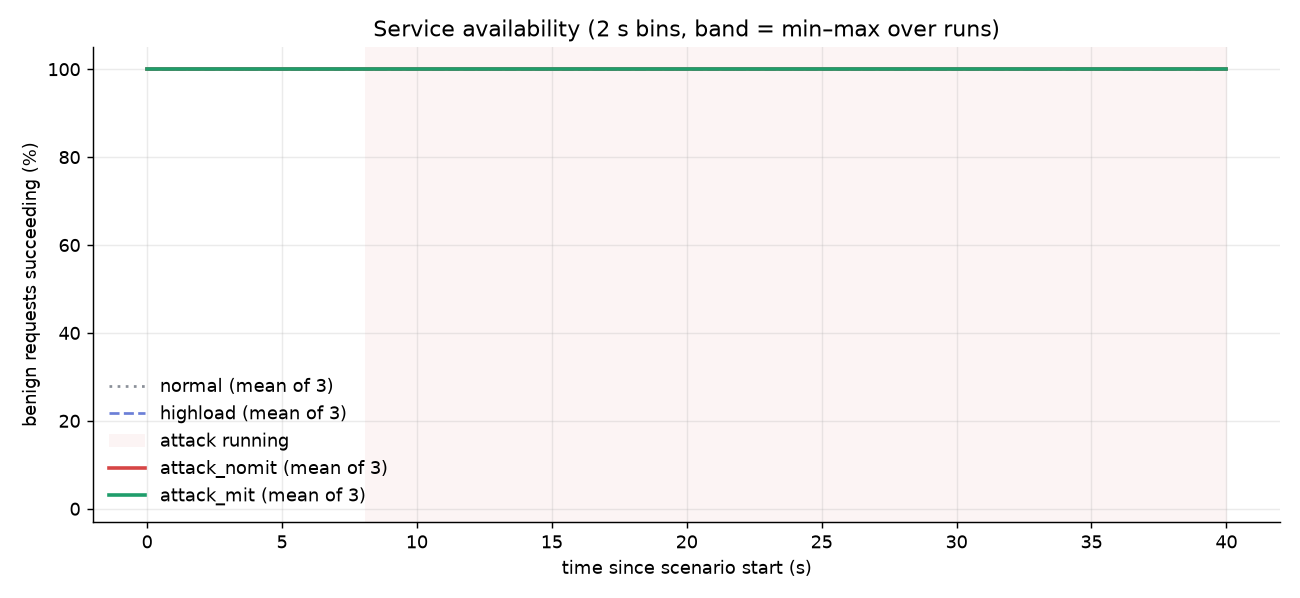 Service availability (2 s bins, band = min–max over runs)
benign requests succeeding (%)
100
80
60
40
20
0
normal (mean of 3)
highload (mean of 3)
attack running
attack_nomit (mean of 3)
attack_mit (mean of 3)
0 5 10 15 20 25 30 35 40
time since scenario start (s)